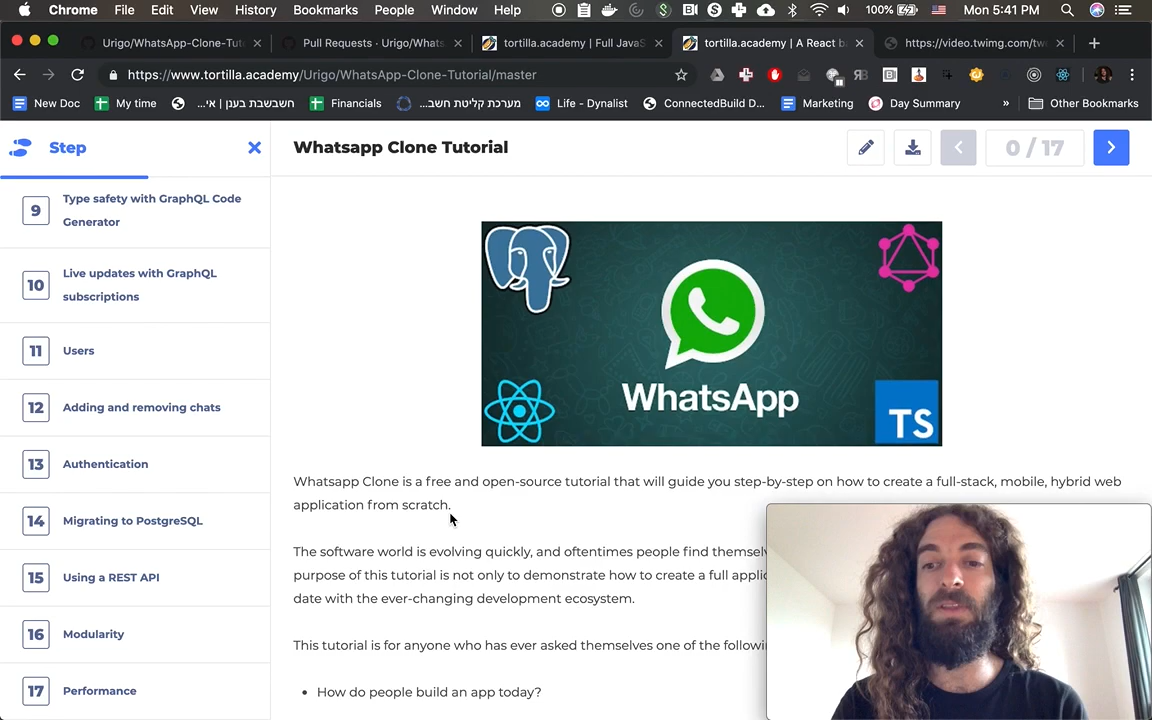 Chrome File Edit View History Bookmarks People Window Help 100% Mon 5:41 PM
Urigo/WhatsApp-Clone-Tut
Pull Requests · Urigo/Whats
tortilla.academy | Full JavaS
tortilla.academy | A React b
https://video.twimg.com/tw
https://www.tortilla.academy/Urigo/WhatsApp-Clone-Tutorial/master
New Doc
My time
חשבשבת בענן | אי...
Financials
מערכת קליטת חשב...
Life - Dynalist
ConnectedBuild D...
Marketing
Day Summary
»
Other Bookmarks
Step
Whatsapp Clone Tutorial
0 / 17
9 Type safety with GraphQL Code
Generator
10 Live updates with GraphQL
subscriptions
11 Users
12 Adding and removing chats
13 Authentication
14 Migrating to PostgreSQL
15 Using a REST API
16 Modularity
17 Performance
WhatsApp
TS
Whatsapp Clone is a free and open-source tutorial that will guide you step-by-step on how to create a full-stack, mobile, hybrid web
application from scratch.
The software world is evolving quickly, and oftentimes people find themsel
purpose of this tutorial is not only to demonstrate how to create a full applic
date with the ever-changing development ecosystem.
This tutorial is for anyone who has ever asked themselves one of the followi
• How do people build an app today?